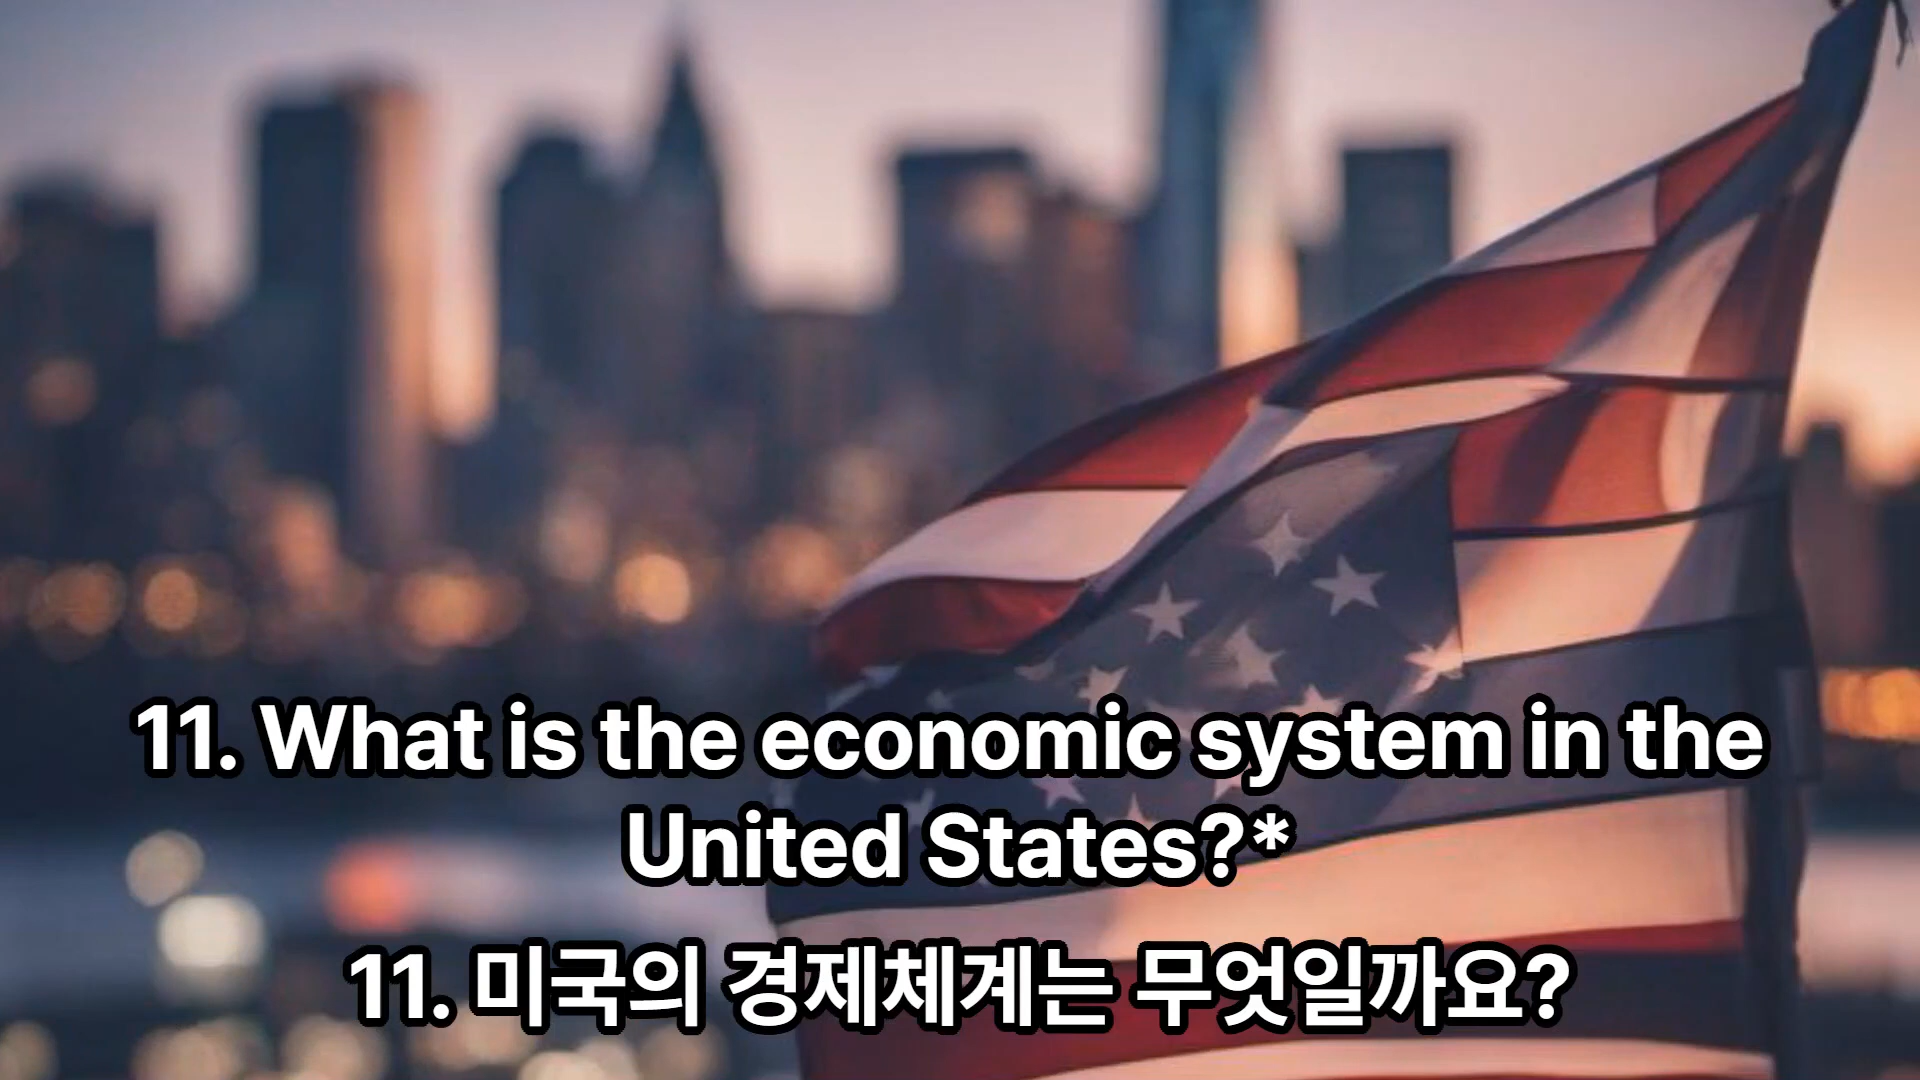 11. What is the economic system in the
United States?*
11. 미국의 경제체계는 무엇일까요?